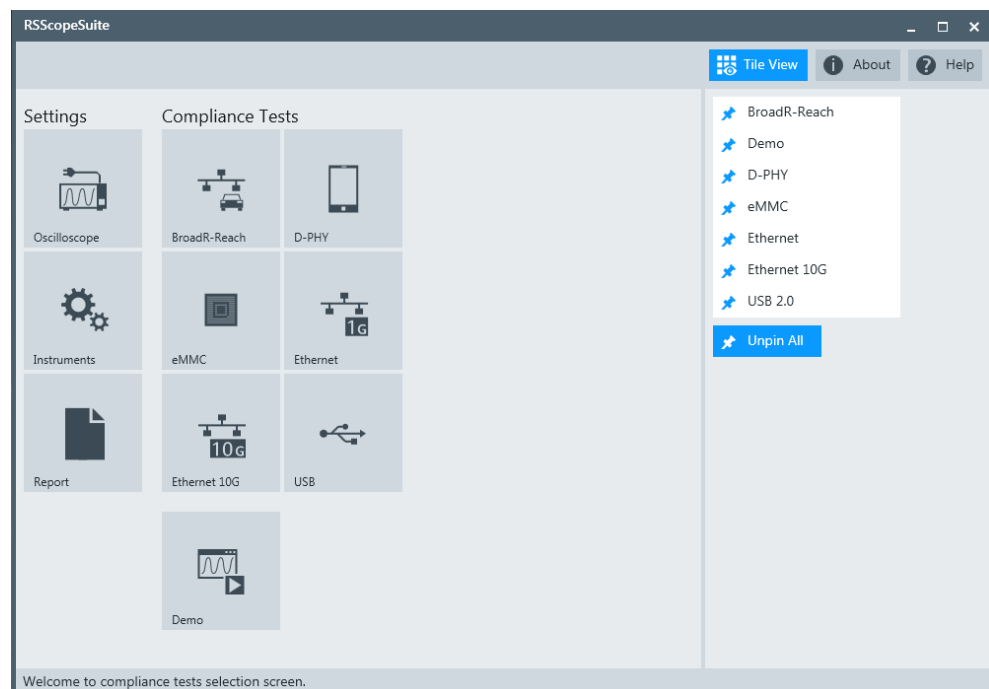 RSScopeSuite
Tile View
About
Help
Settings
Compliance Tests
Oscilloscope
BroadR-Reach
D-PHY
Instruments
eMMC
1G
Ethernet
Report
10G
Ethernet 10G
USB
Demo
BroadR-Reach
Demo
D-PHY
eMMC
Ethernet
Ethernet 10G
USB 2.0
Unpin All
Welcome to compliance tests selection screen.